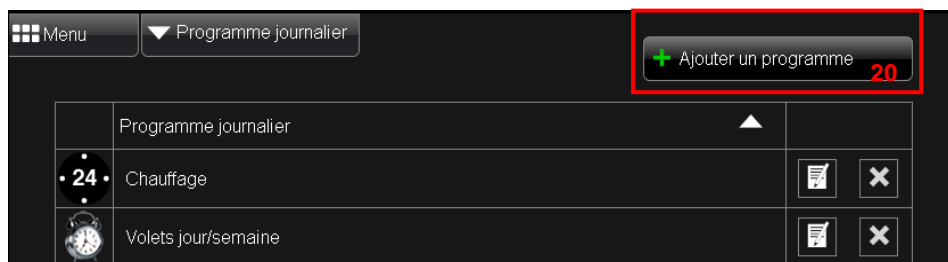 Menu
Programme journalier
Ajouter un programme
20
Programme journalier
24
Chauffage
Volets jour/semaine